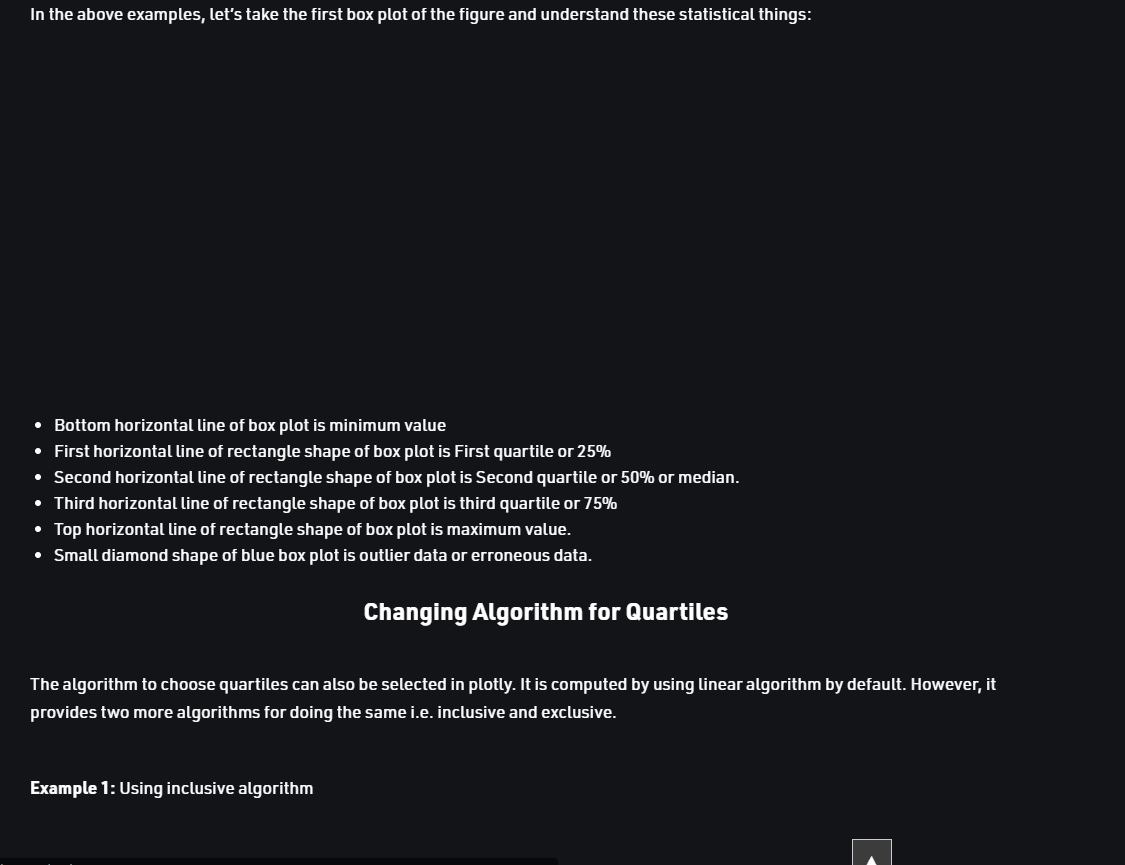 In the above examples, let’s take the first box plot of the figure and understand these statistical things:
Bottom horizontal line of box plot is minimum value
First horizontal line of rectangle shape of box plot is First quartile or 25%
Second horizontal line of rectangle shape of box plot is Second quartile or 50% or median.
Third horizontal line of rectangle shape of box plot is third quartile or 75%
Top horizontal line of rectangle shape of box plot is maximum value.
Small diamond shape of blue box plot is outlier data or erroneous data.
Changing Algorithm for Quartiles
The algorithm to choose quartiles can also be selected in plotly. It is computed by using linear algorithm by default. However, it
provides two more algorithms for doing the same i.e. inclusive and exclusive.
Example 1: Using inclusive algorithm